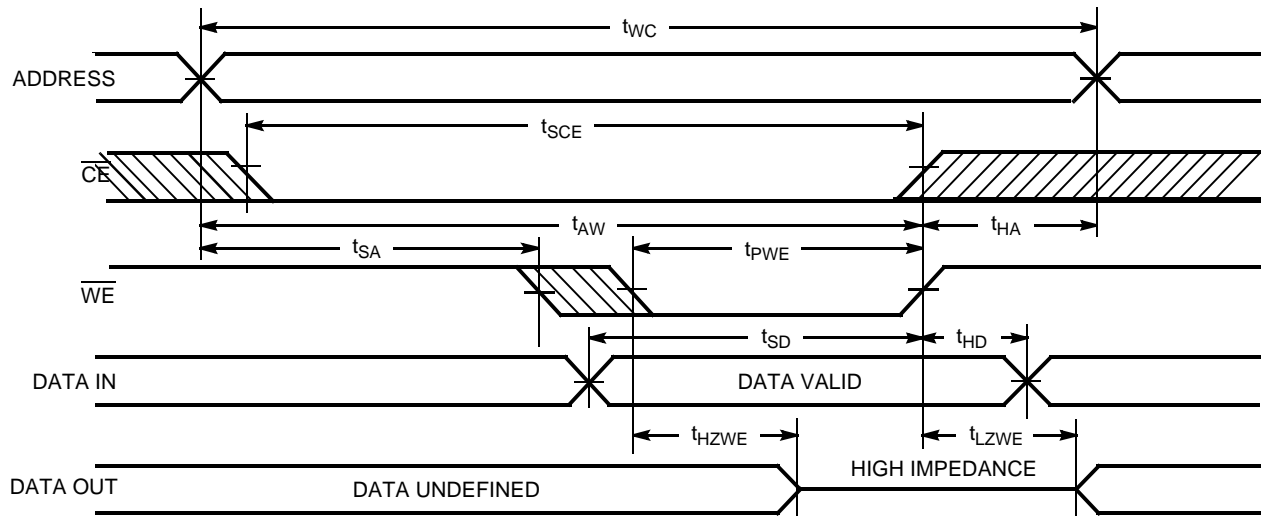 tWC
ADDRESS
tSCE
CE
tAW
tHA
tSA
tPWE
WE
tSD
tHD
DATA IN
DATA VALID
tHZWE
tLZWE
HIGH IMPEDANCE
DATA OUT
DATA UNDEFINED